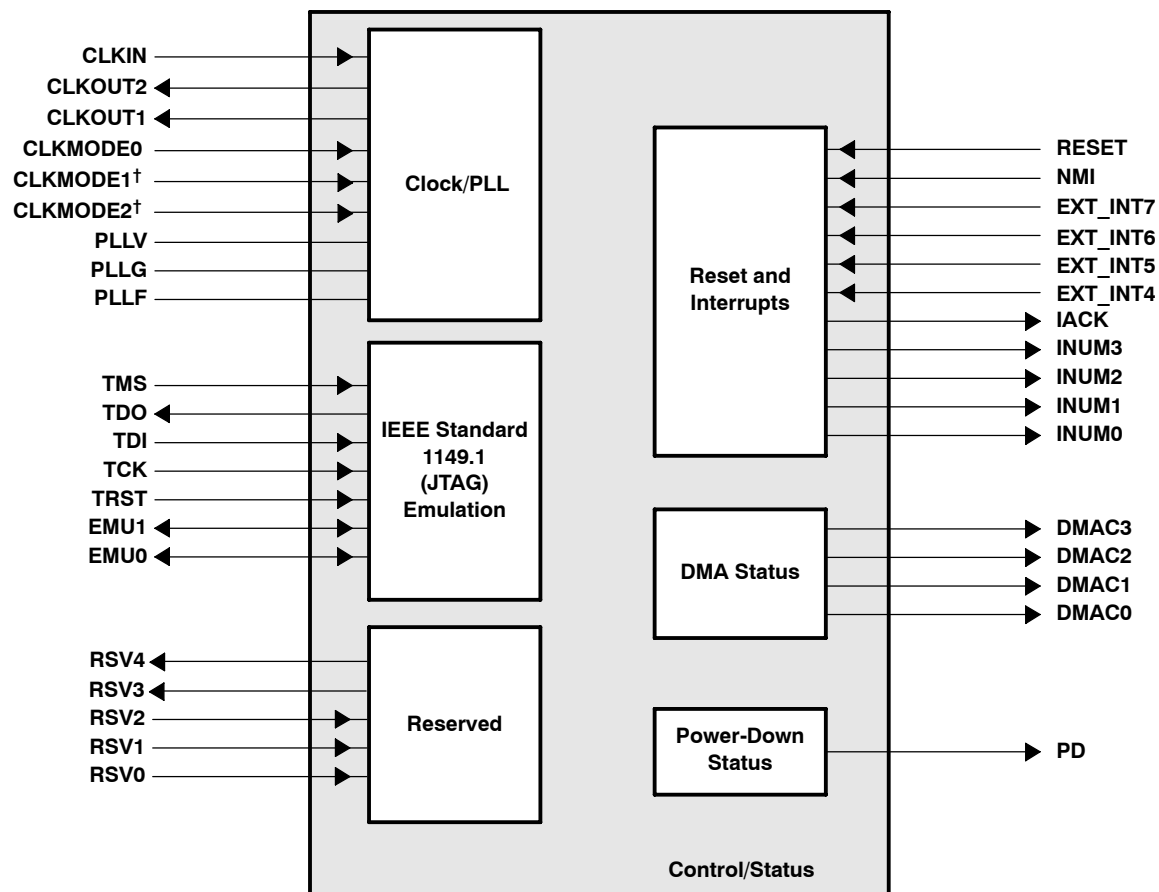 CLKIN
CLKOUT2
CLKOUT1
CLKMODE0
CLKMODE1†
CLKMODE2†
PLLV
PLLG
PLLF
Clock/PLL
TMS
TDO
TDI
TCK
TRST
EMU1
EMU0
IEEE Standard
1149.1
(JTAG)
Emulation
RSV4
RSV3
RSV2
RSV1
RSV0
Reserved
Reset and
Interrupts
RESET
NMI
EXT_INT7
EXT_INT6
EXT_INT5
EXT_INT4
IACK
INUM3
INUM2
INUM1
INUM0
DMA Status
DMAC3
DMAC2
DMAC1
DMAC0
Power-Down
Status
PD
Control/Status